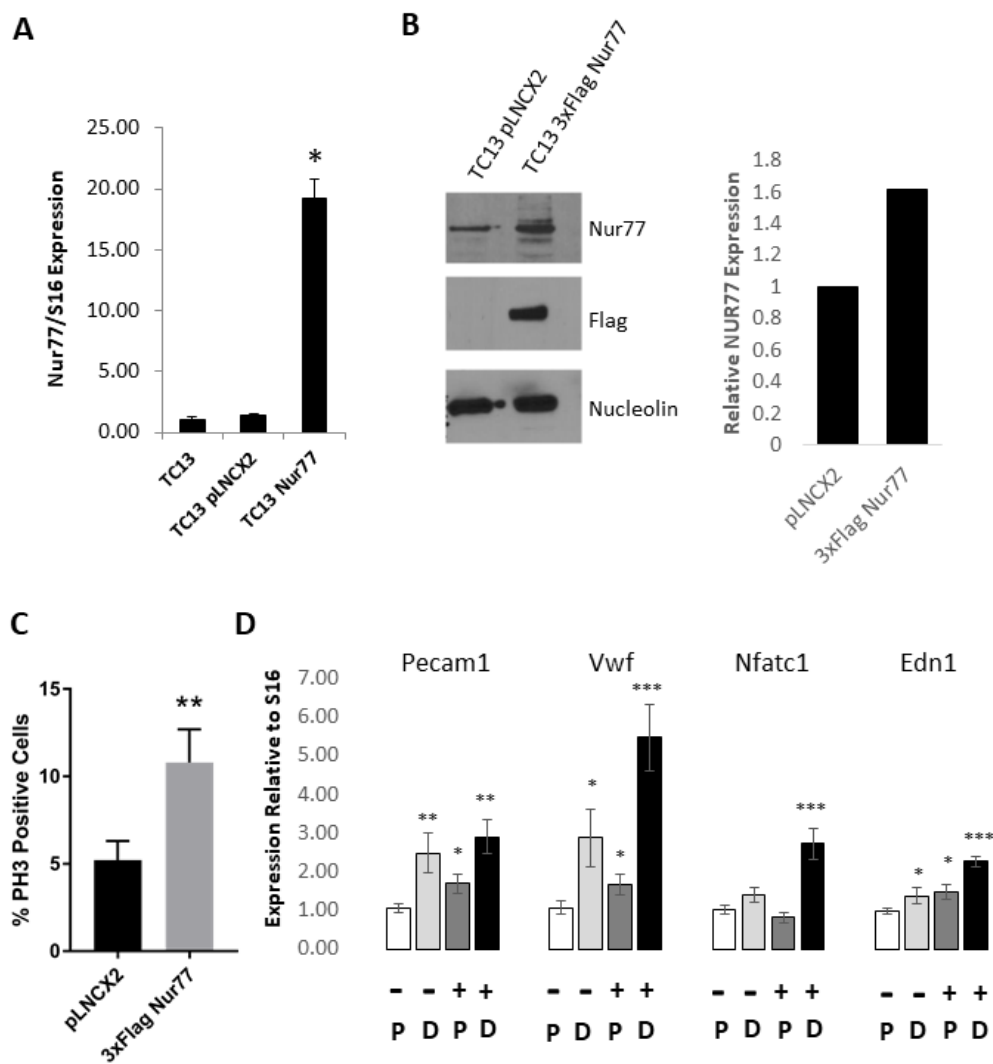 A
Nur77/S16 Expression
25.00
20.00
15.00
10.00
5.00
0.00
*
TC13
TC13 pLNCX2
TC13 Nur77
B
TC13 pLNCX2
TC13 3xFlag Nur77
Nur77
Flag
Nucleolin
Relative NUR77 Expression
1.8
1.6
1.4
1.2
1
0.8
0.6
0.4
0.2
0
pLNCX2
3xFlag Nur77
C
% PH3 Positive Cells
15
10
5
0
**
pLNCX2
3xFlag Nur77
D
Expression Relative to S16
7.00
6.00
5.00
4.00
3.00
2.00
1.00
0.00
Pecam1 Vwf Nfatc1 Edn1
** * **
* * ***
***
* * ***
- - + + - - + + - - + + - - + +
P D P D P D P D P D P D P D P D